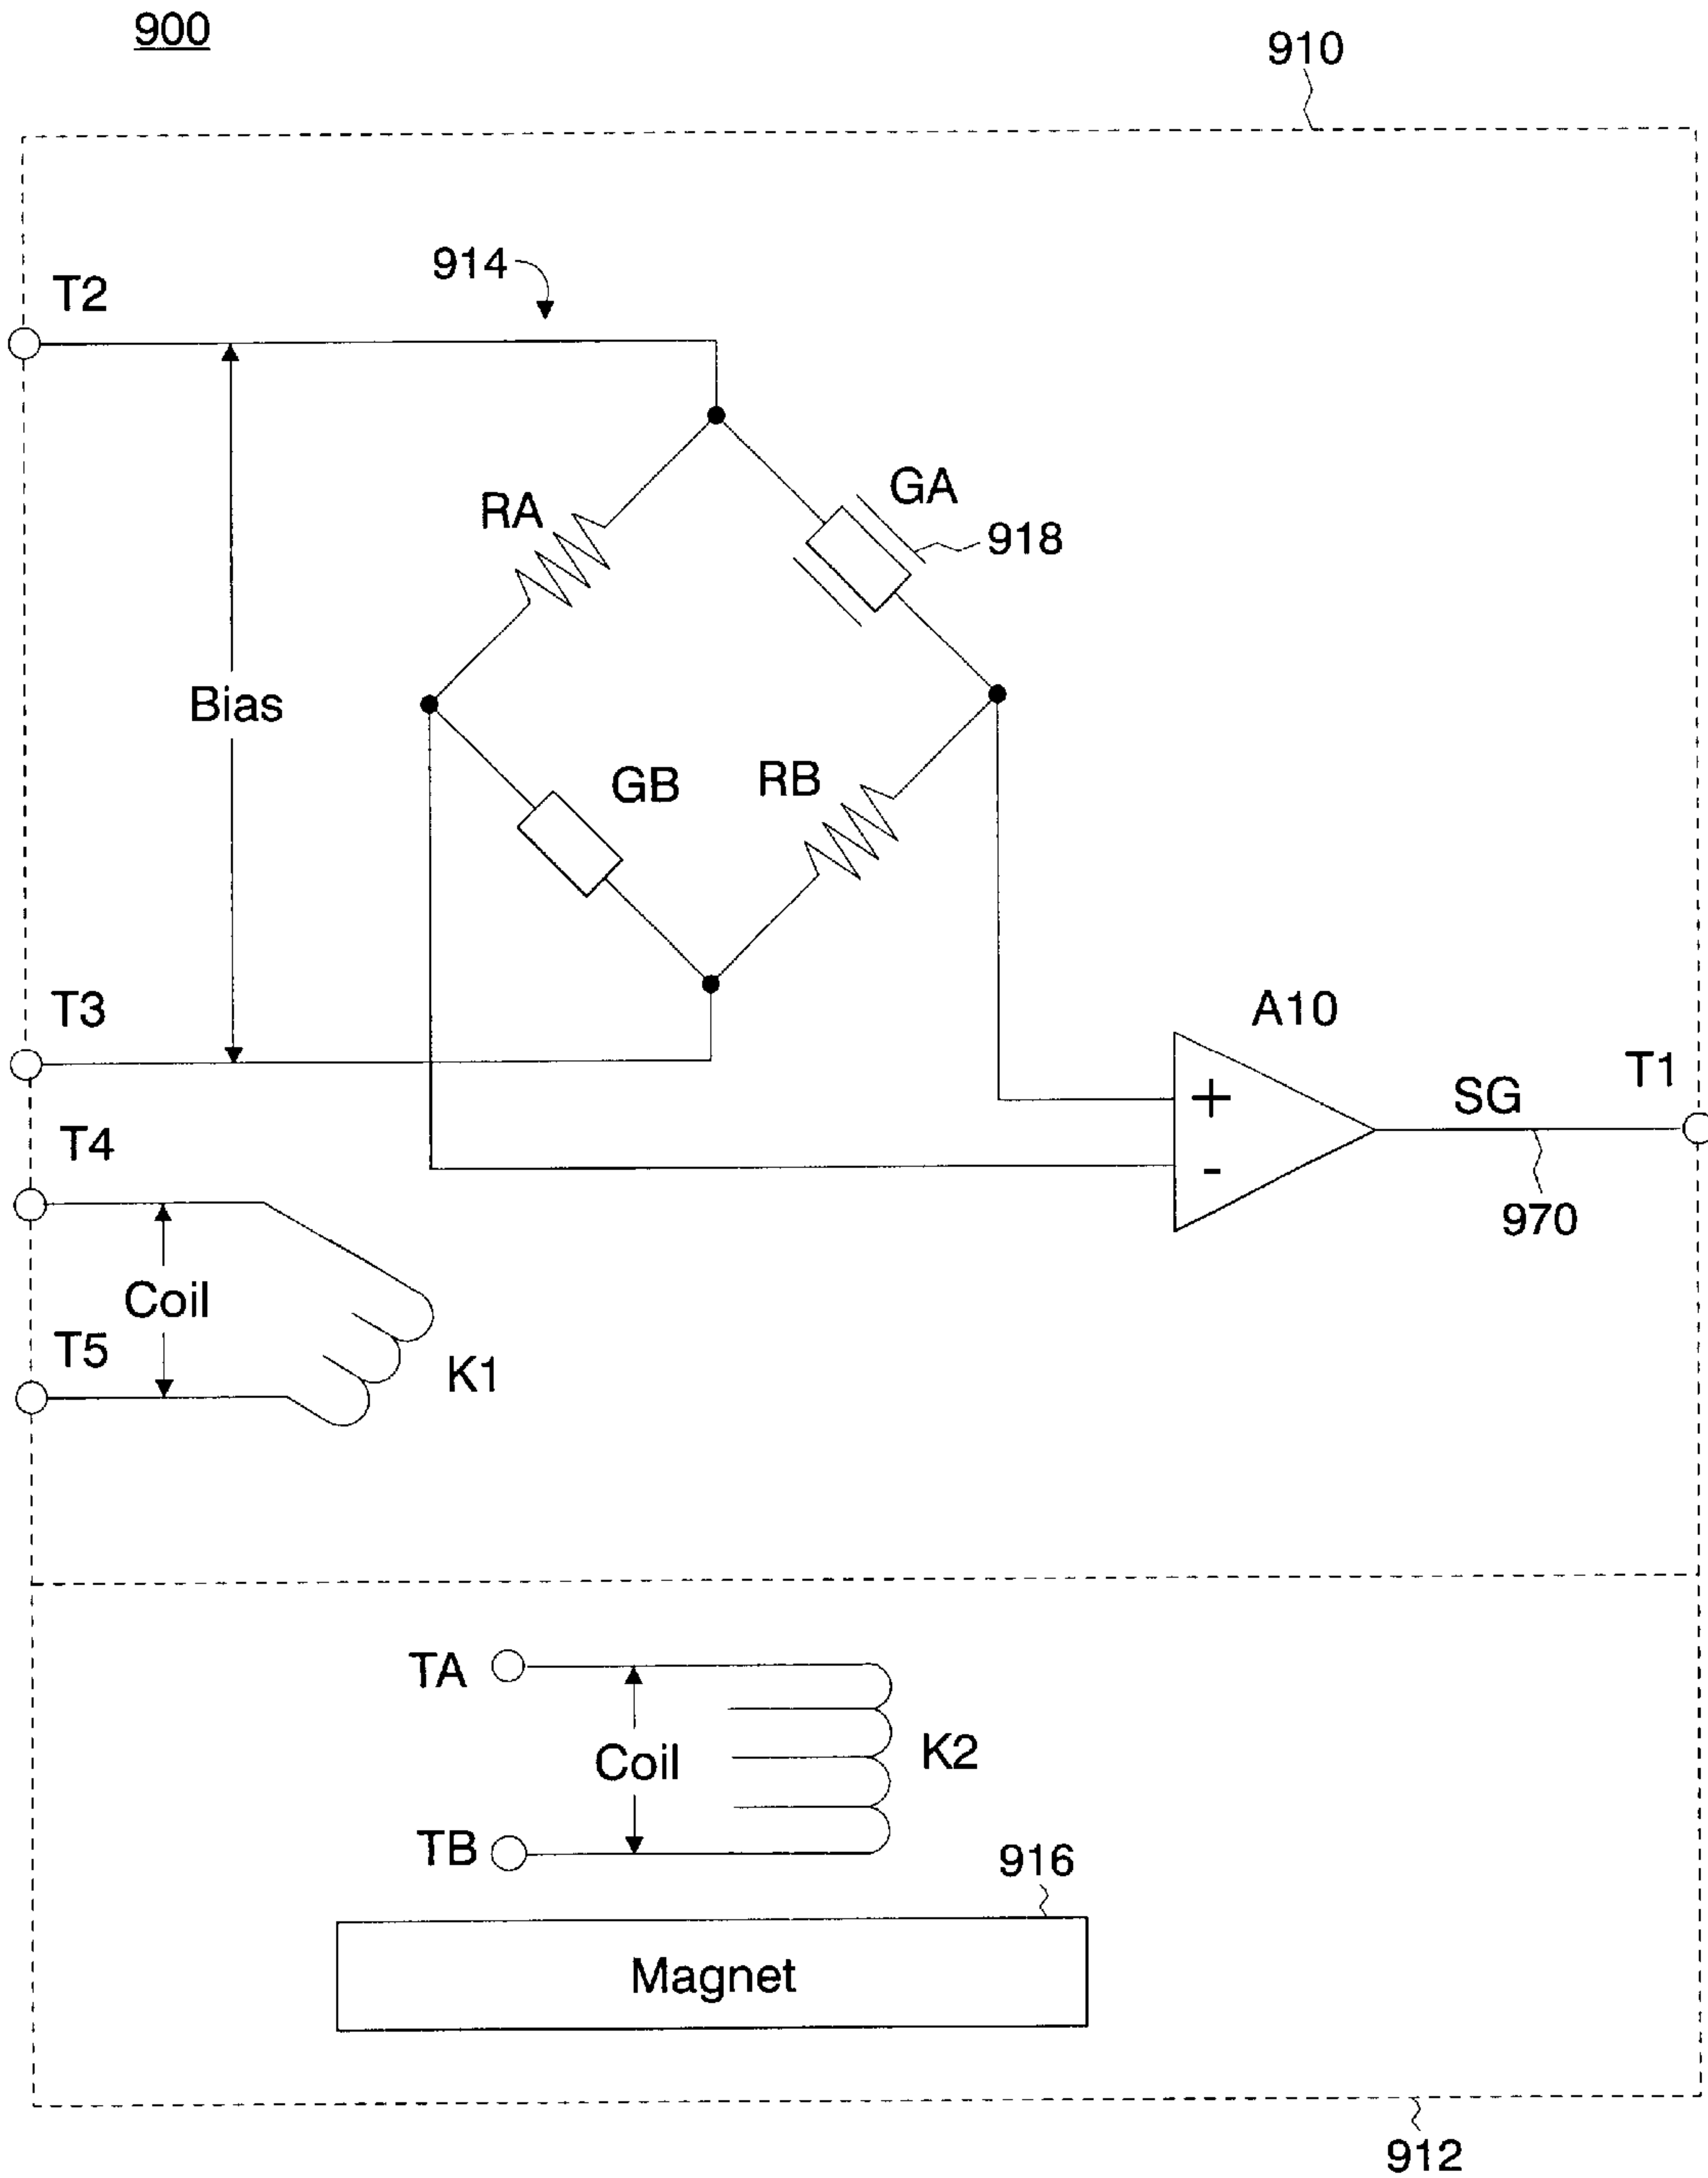 900
910
914
T2
GA
RA
918
Bias
GB
RB
T3
A10
T1
+
SG
T4
-
970
Coil
T5
K1
TA
K2
Coil
TB
916
Magnet
912